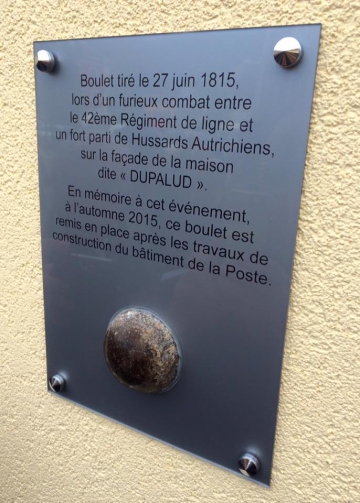 Boulet tiré le 27 juin 1815,
lors d'un furieux combat entre
le 42ème Régiment de ligne et
un fort parti de Hussards Autrichiens,
sur la façade de la maison
dite « DUPALUD ».
En mémoire à cet événement,
à l'automne 2015, ce boulet est
remis en place après les travaux de
construction du bâtiment de la Poste.